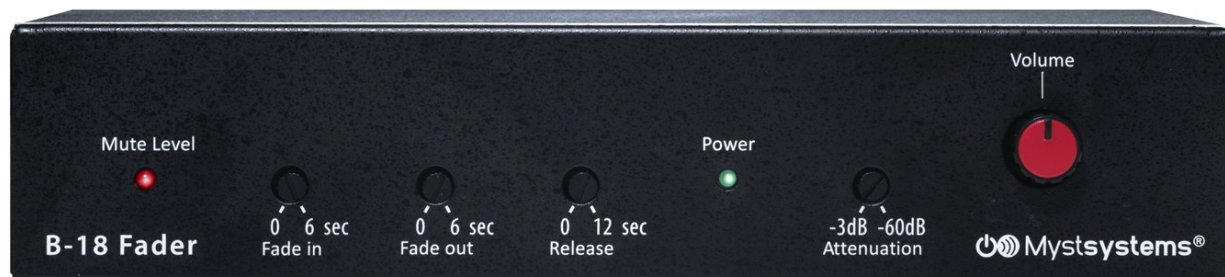 Volume
Mute Level
Power
0 6 sec
Fade in
0 6 sec
Fade out
0 12 sec
Release
-3dB -60dB
Attenuation
B-18 Fader
Mystsystems®